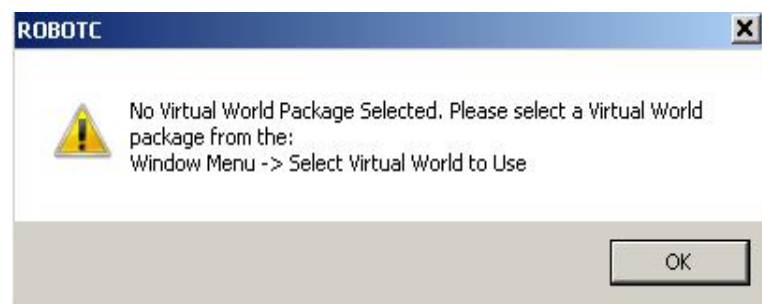 ROBOTC
No Virtual World Package Selected. Please select a Virtual World
package from the:
Window Menu -> Select Virtual World to Use
OK